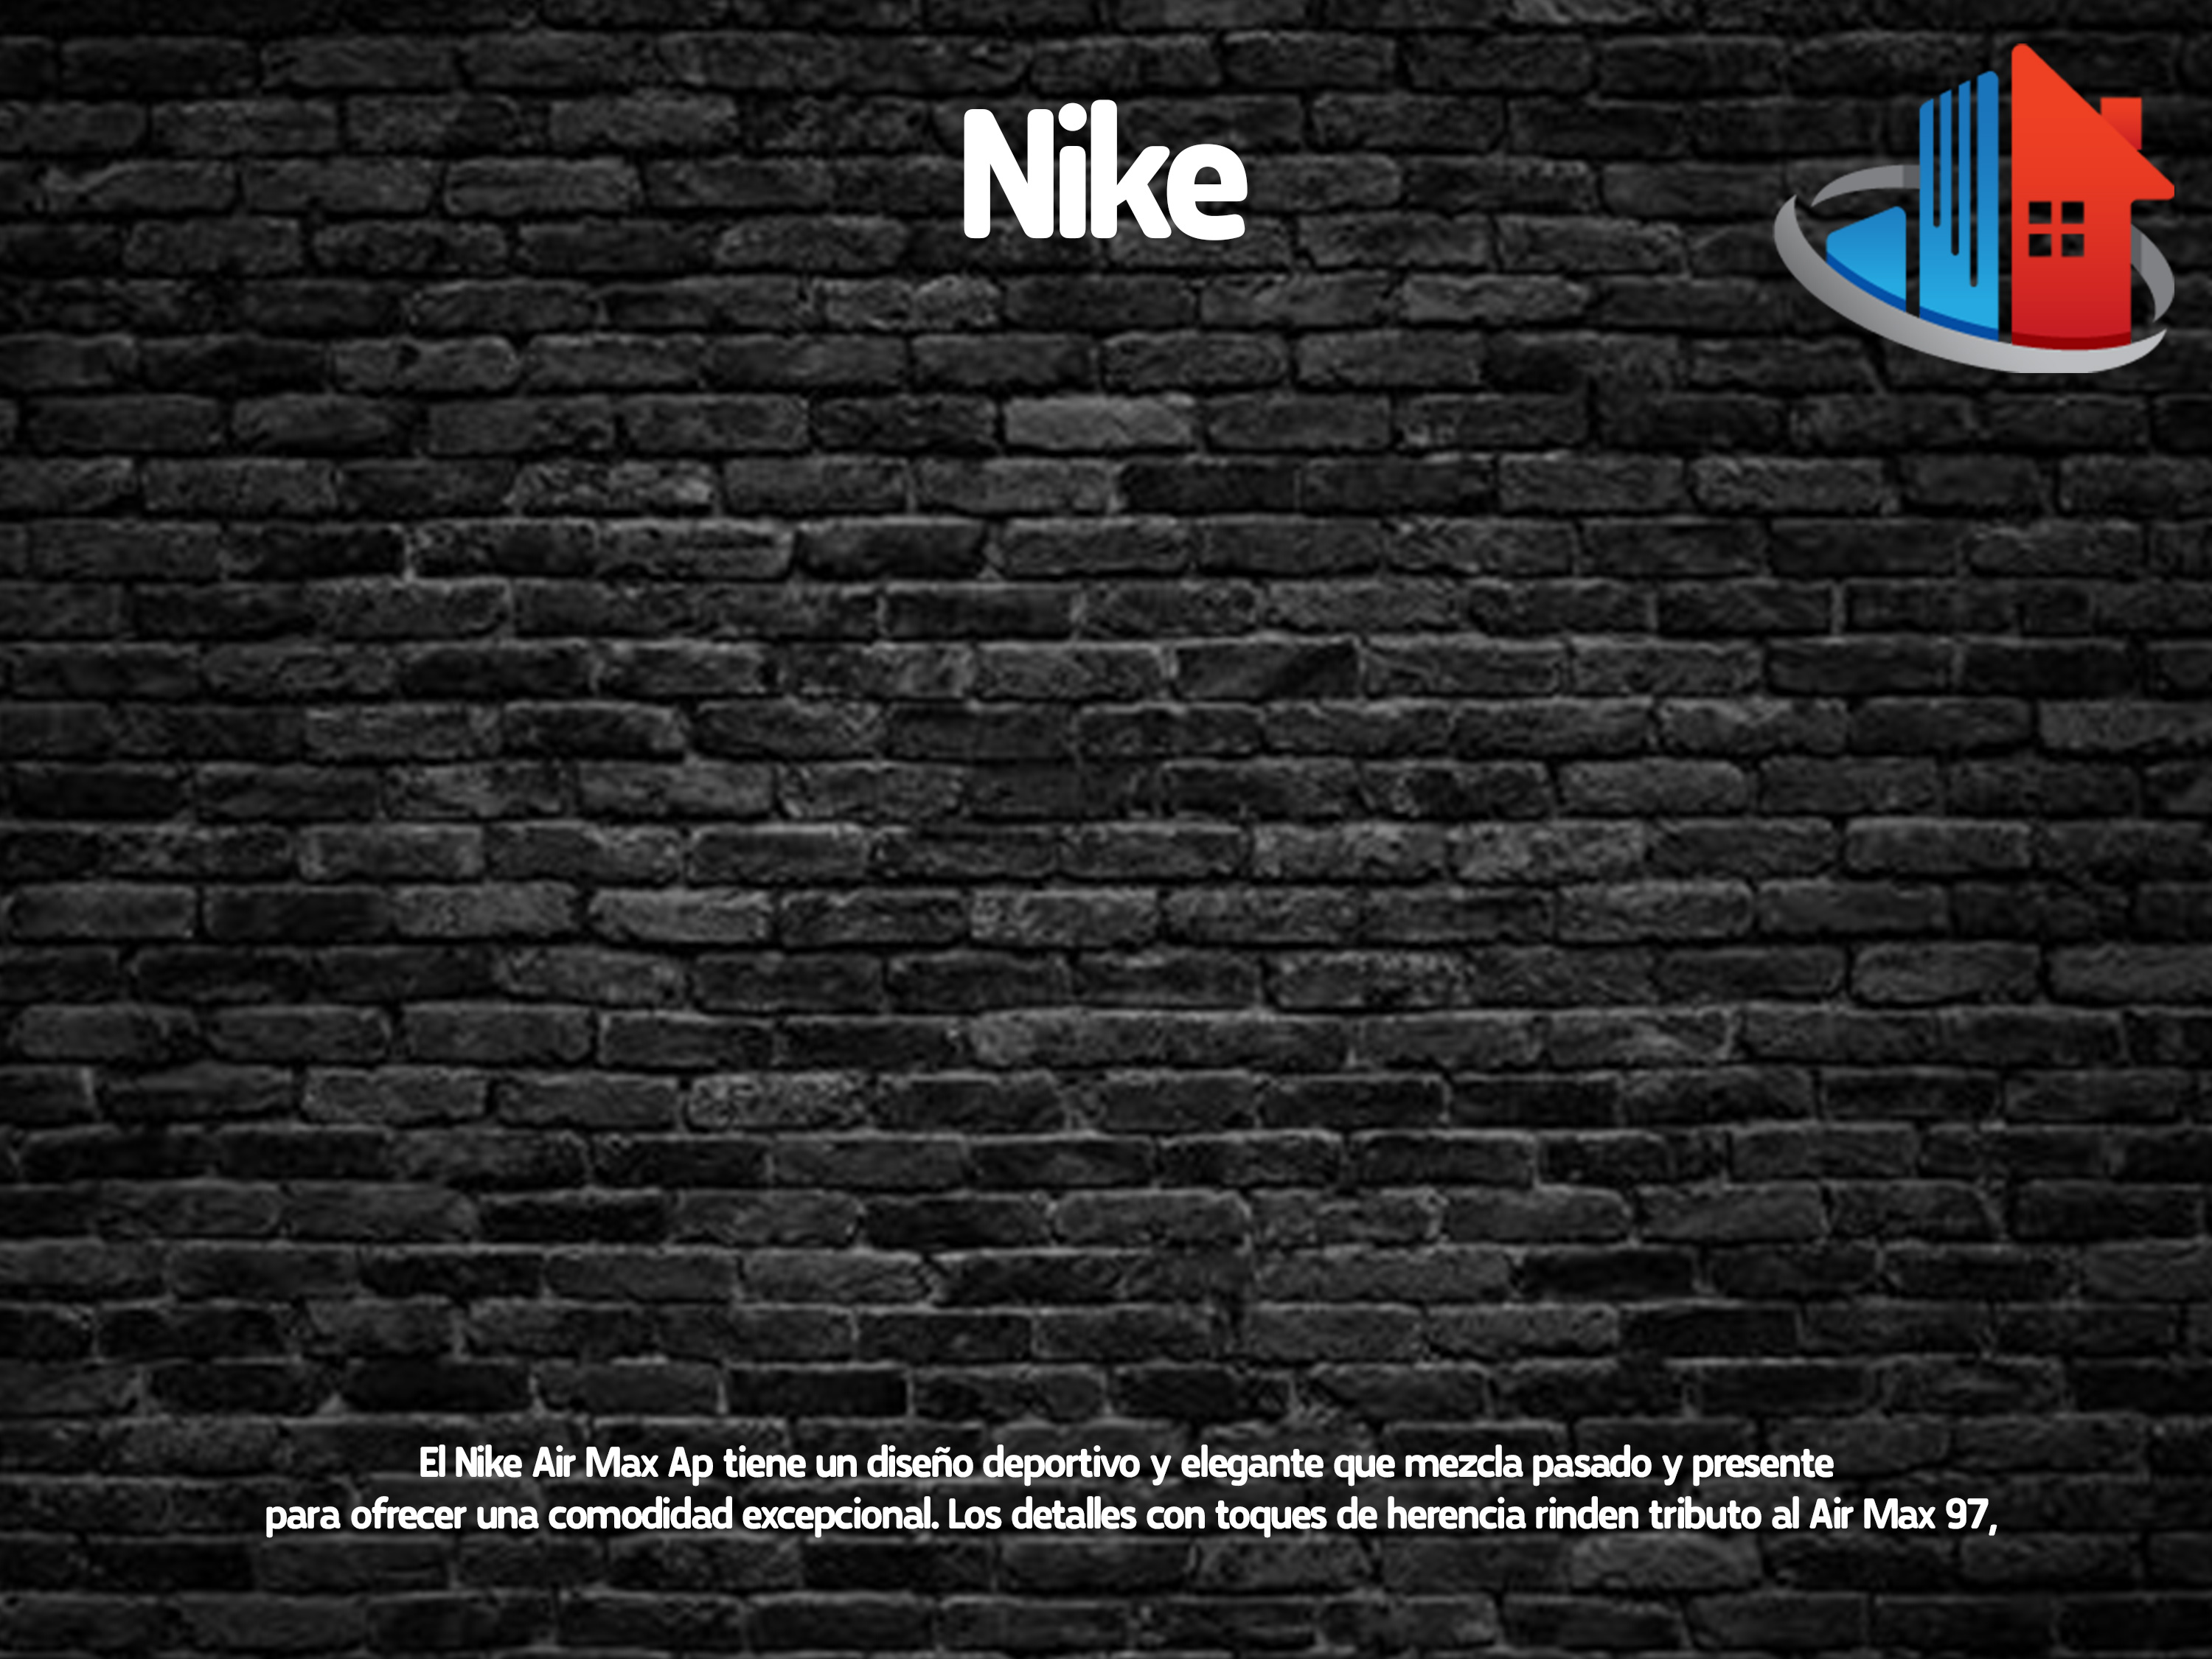 Nike
El Nike Air Max Ap tiene un diseño deportivo y elegante que mezcla pasado y presente
para ofrecer una comodidad excepcional. Los detalles con toques de herencia rinden tributo al Air Max 97,